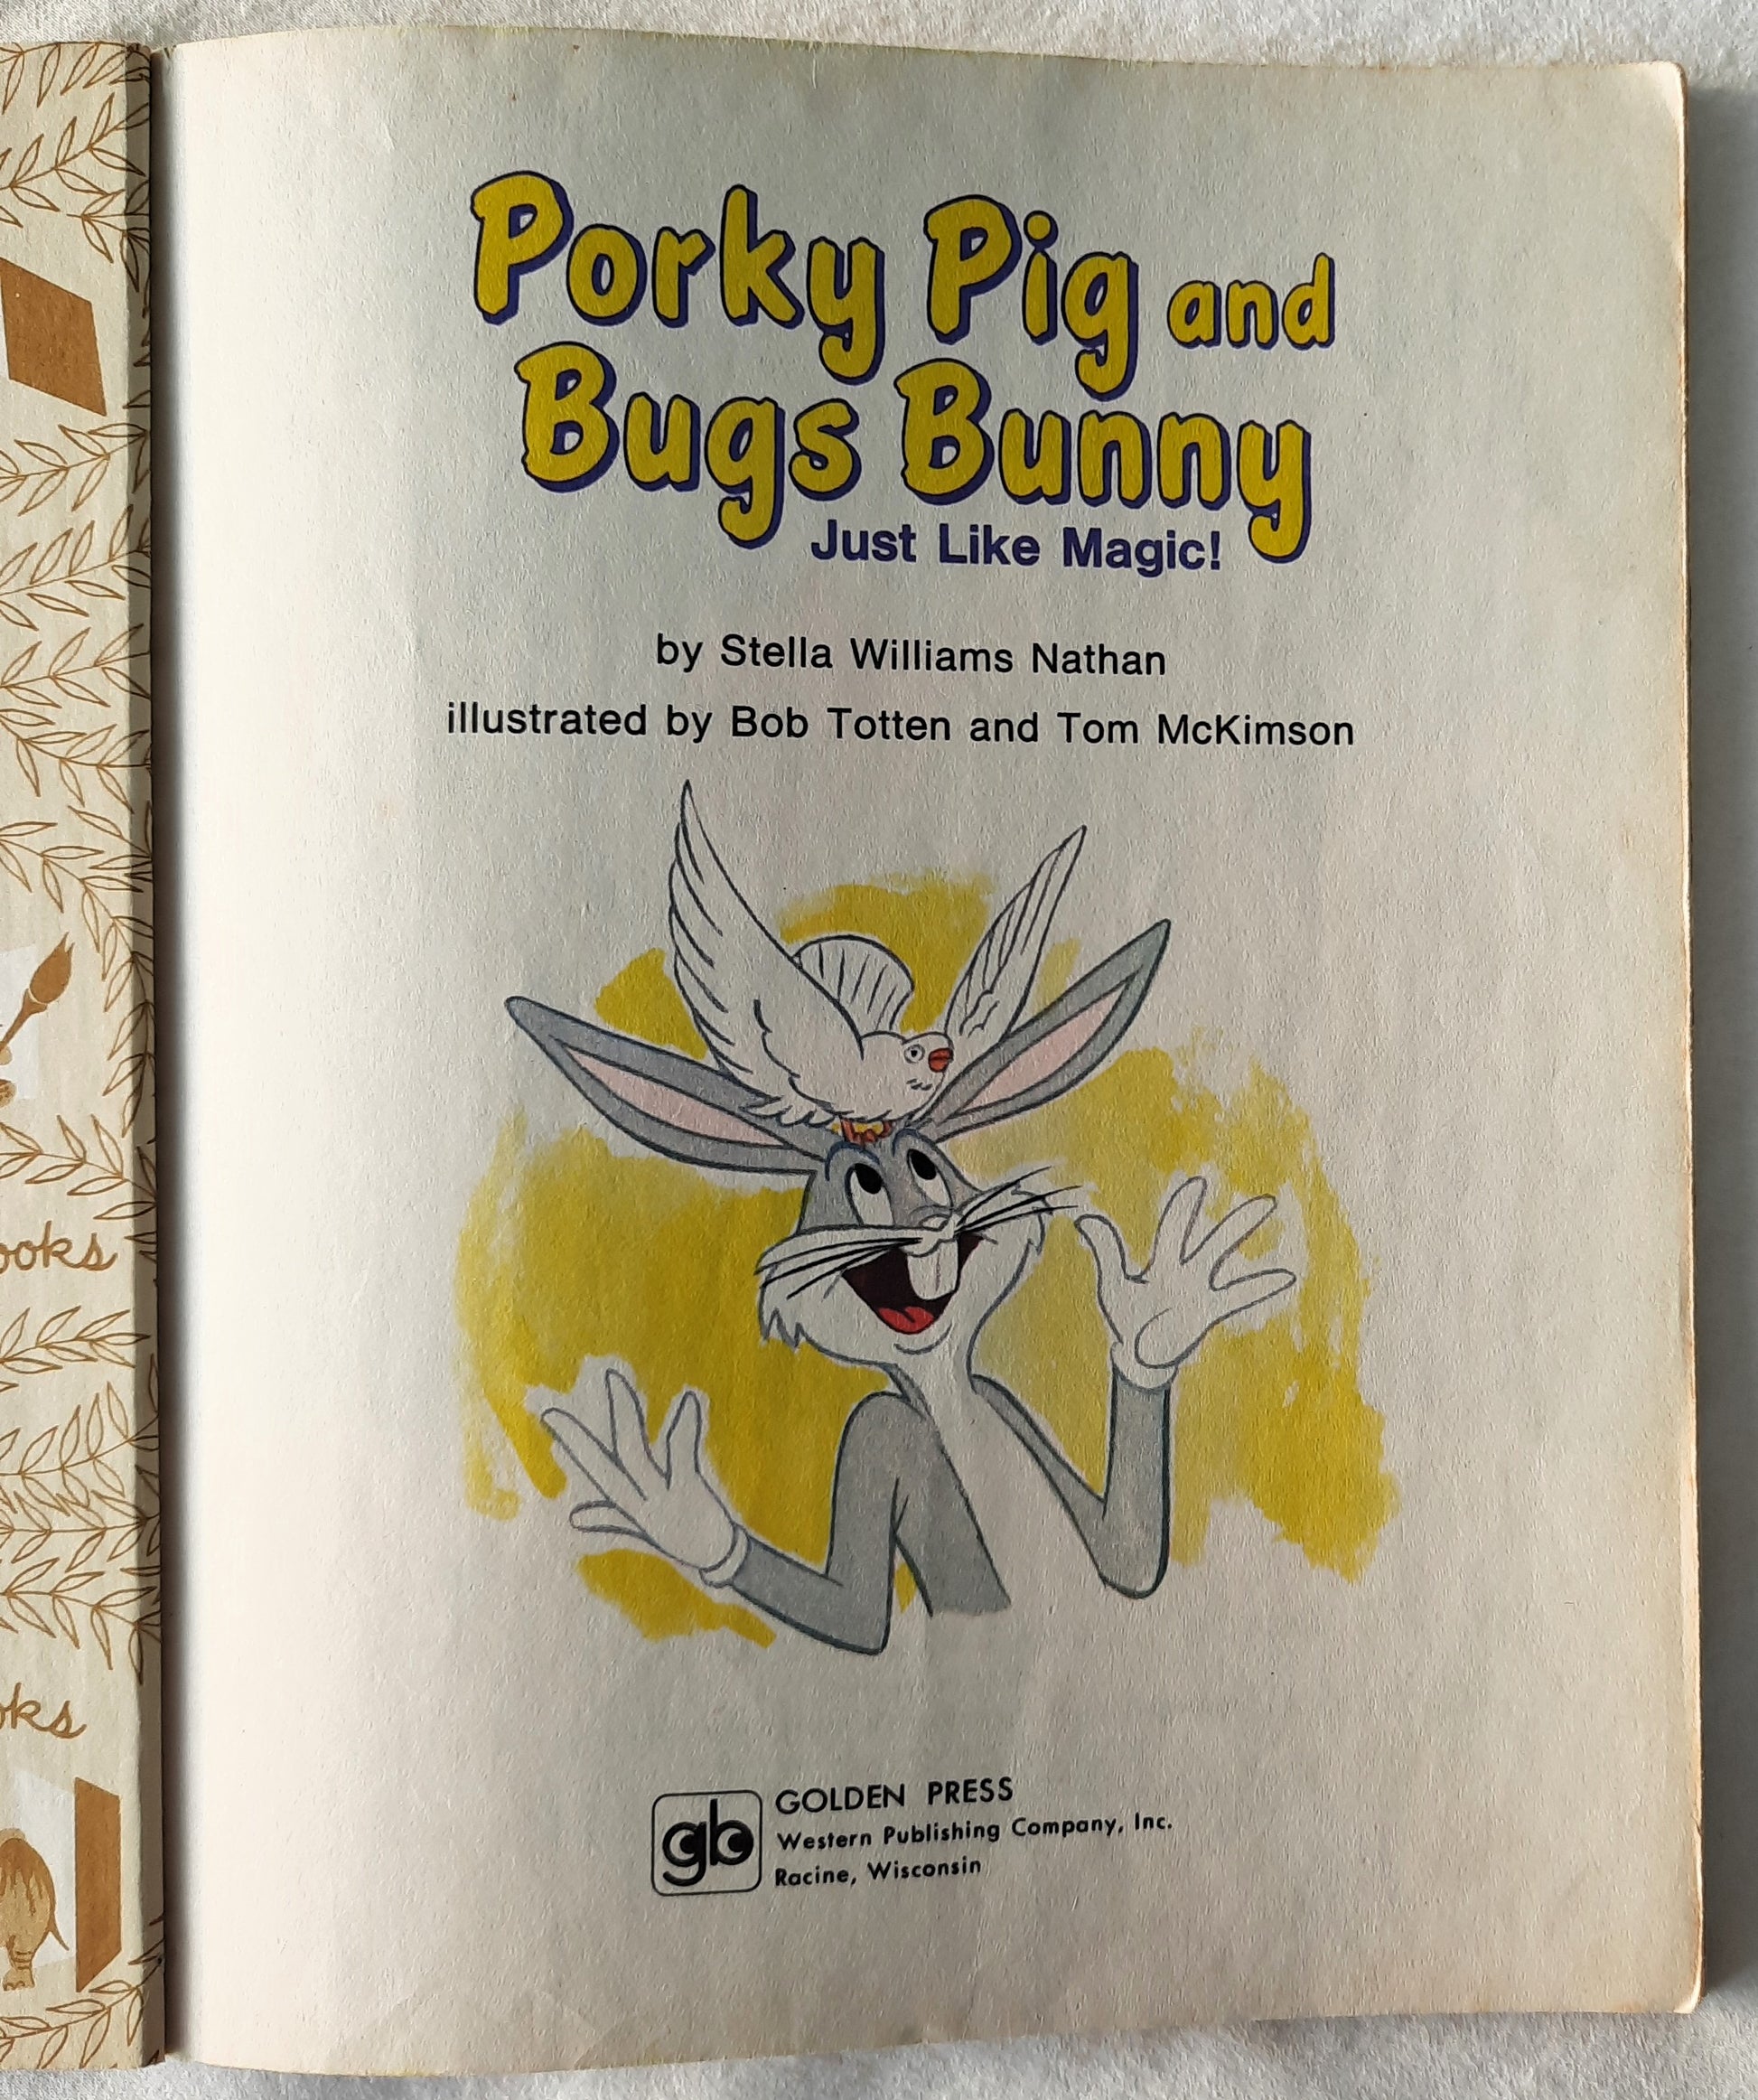 Porky Pig and
Bugs Bunny
Just Like Magic!
by Stella Williams Nathan
illustrated by Bob Totten and Tom McKimson
gb
GOLDEN PRESS
Western Publishing Company, Inc.
Racine, Wisconsin